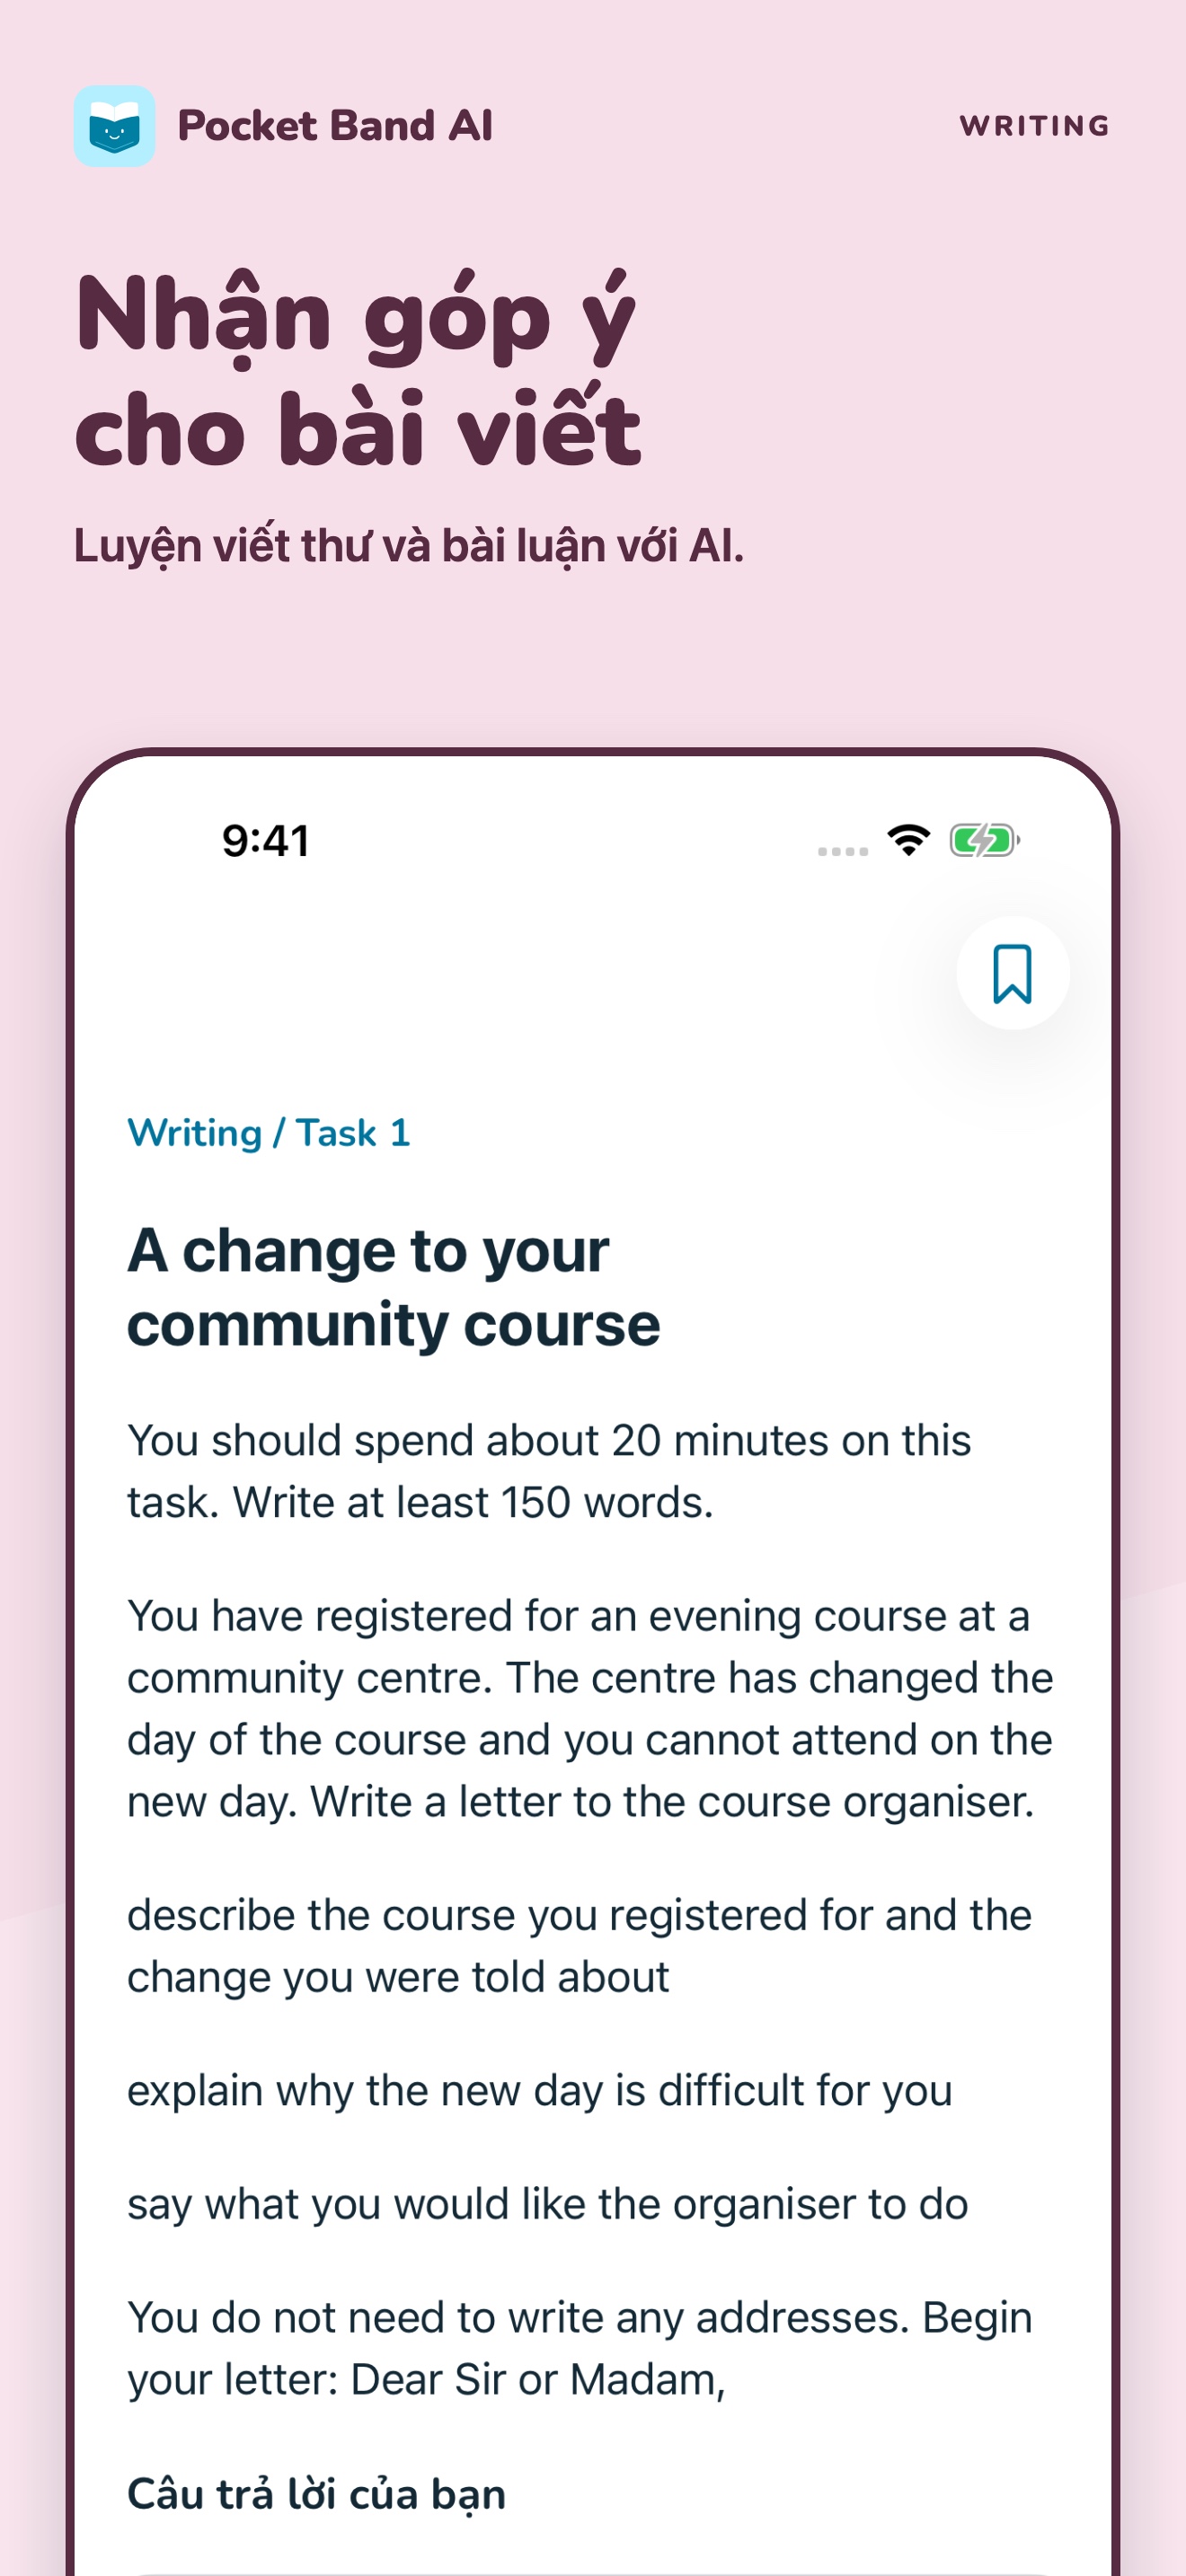 Pocket Band AI
WRITING
Nhận góp ý
cho bài viết
Luyện viết thư và bài luận với AI.
9:41
Writing / Task 1
A change to your
community course
You should spend about 20 minutes on this
task. Write at least 150 words.
You have registered for an evening course at a
community centre. The centre has changed the
day of the course and you cannot attend on the
new day. Write a letter to the course organiser.
describe the course you registered for and the
change you were told about
explain why the new day is difficult for you
say what you would like the organiser to do
You do not need to write any addresses. Begin
your letter: Dear Sir or Madam,
Câu trả lời của bạn